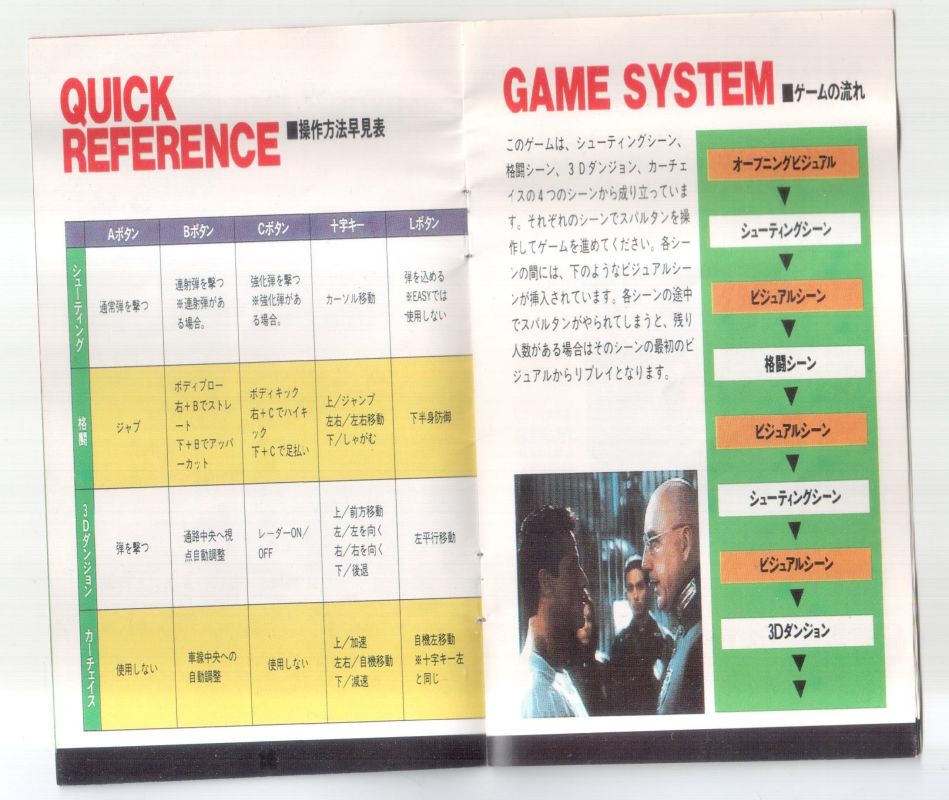 QUICK
REFERENCE ■操作方法早見表
Aボタン Bボタン Cボタン 十字キー Lボタン
シューティング
通常弾を撃つ
連射弾を撃つ
※連射弾があ
る場合。
強化弾を撃つ
※強化弾があ
る場合。
カーソル移動
弾を込める
※EASYでは
使用しない
格闘
ジャブ
ボディブロー
右+Bでストレ
ート
下+Bでアッパ
ーカット
ボディキック
右+Cでハイキ
ック
下+Cで足払い
上/ジャンプ
左右/左右移動
下/しゃがむ
下半身防御
3Dダンジョン
弾を撃つ
通路中央へ視
点自動調整
レーダーON/
OFF
上/前方移動
左/左を向く
右/右を向く
下/後退
左平行移動
カーチェイス
使用しない
車線中央への
自動調整
使用しない
上/加速
左右/自機移動
下/減速
自機左移動
※十字キー左
と同じ
GAME SYSTEM ■ゲームの流れ
このゲームは、シューティングシーン、
格闘シーン、3Dダンジョン、カーチェ
イスの4つのシーンから成り立っていま
す。それぞれのシーンでスパルタンを操
作してゲームを進めてください。各シー
ンの間には、下のようなビジュアルシー
ンが挿入されています。各シーンの途中
でスパルタンがやられてしまうと、残り
人数がある場合はそのシーンの最初のビ
ジュアルからリプレイとなります。
オープニングビジュアル
シューティングシーン
ビジュアルシーン
格闘シーン
ビジュアルシーン
シューティングシーン
ビジュアルシーン
3Dダンジョン